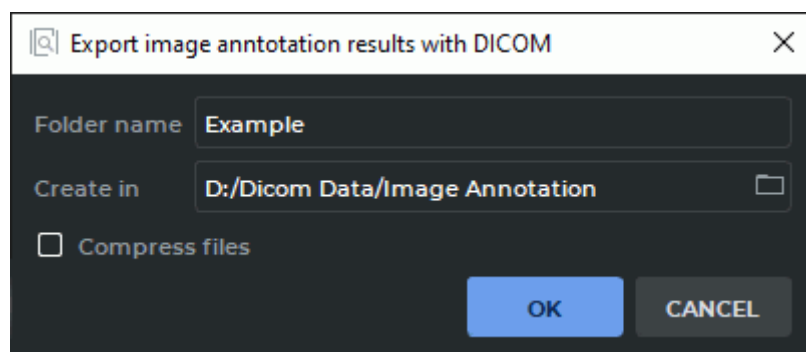 Export image anntotation results with DICOM
Folder name Example
Create in D:/Dicom Data/Image Annotation
Compress files
OK CANCEL